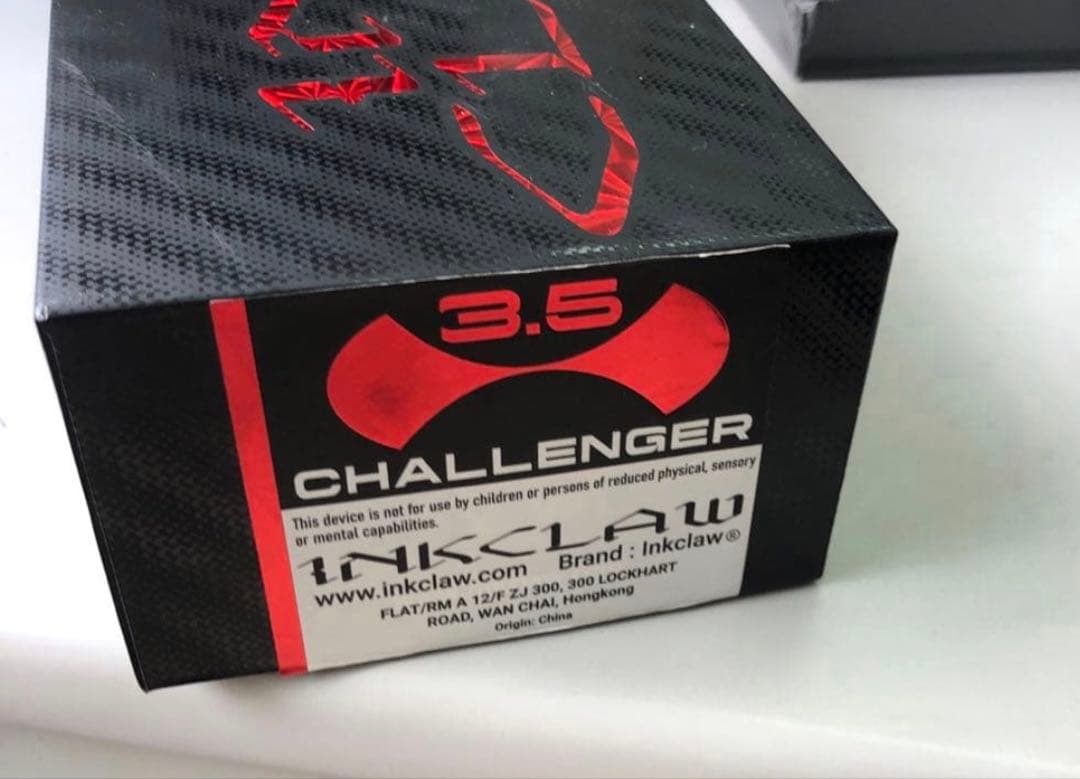 3.5
CHALLENGER
This device is not for use by children or persons of reduced physical, sensory
or mental capabilities.
INKCLAW
www.inkclaw.com Brand : Inkclaw®
FLAT/RM A 12/F ZJ 300, 300 LOCKHART
ROAD, WAN CHAI, Hongkong
Origin: China